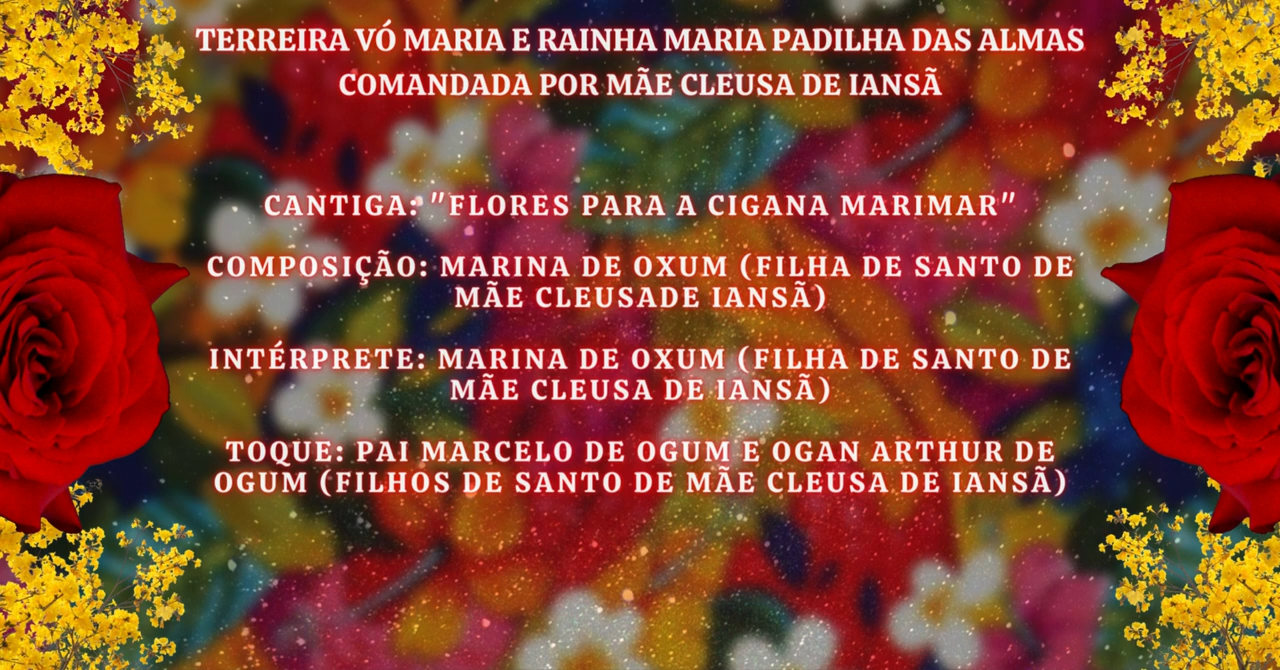 TERREIRA VÓ MARIA E RAINHA MARIA PADILHA DAS ALMAS
COMANDADA POR MÃE CLEUSA DE IANSÃ
CANTIGA: "FLORES PARA A CIGANA MARIMAR"
COMPOSIÇÃO: MARINA DE OXUM (FILHA DE SANTO DE
MÃE CLEUSADE IANSÃ)
INTÉRPRETE: MARINA DE OXUM (FILHA DE SANTO DE
MÃE CLEUSA DE IANSÃ)
TOQUE: PAI MARCELO DE OGUM E OGAN ARTHUR DE
OGUM (FILHOS DE SANTO DE MÃE CLEUSA DE IANSÃ)